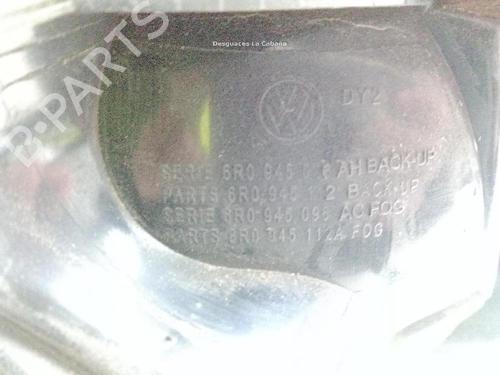 B-PARTS
Desguaces La Cabaña
DY2
SERIE 6R0 945 AH BACK-UP
PARTS 6R0 945 112 BACK-UP
SERIE 6R0 945 095 AC FOG
PARTS 6R0 945 112A FOG